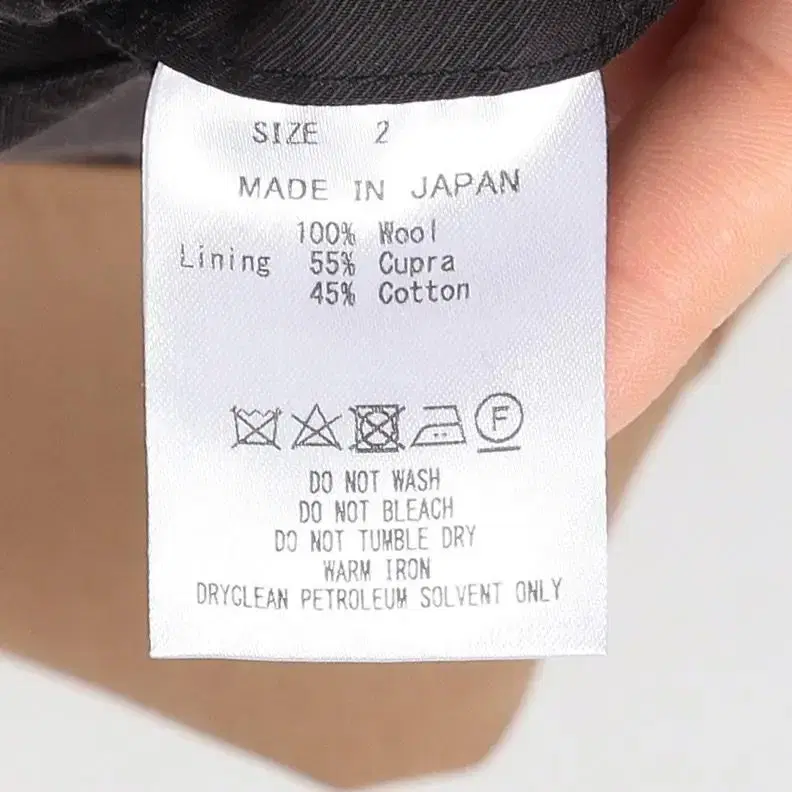 SIZE 2
MADE IN JAPAN
100% Wool
Lining 55% Cupra
45% Cotton
F
DO NOT WASH
DO NOT BLEACH
DO NOT TUMBLE DRY
WARM IRON
DRYCLEAN PETROLEUM SOLVENT ONLY